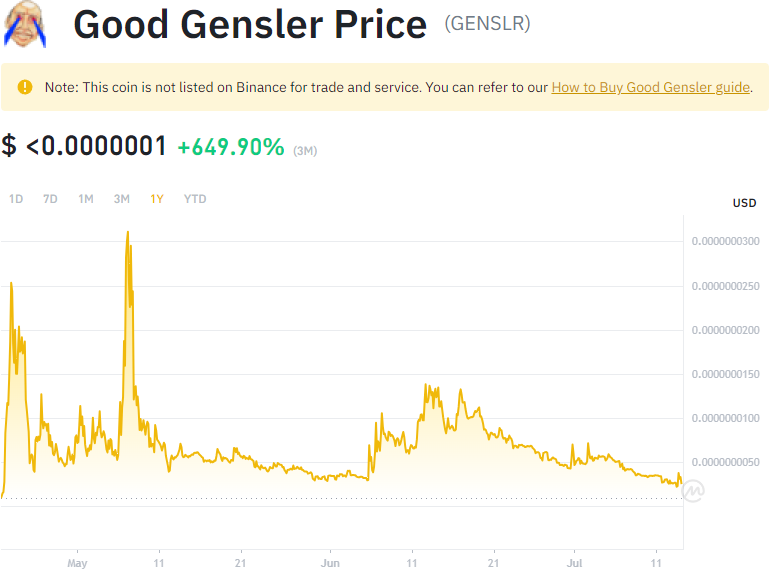 Good Gensler Price (GENSLR)
Note: This coin is not listed on Binance for trade and service. You can refer to our How to Buy Good Gensler guide.
$ <0.0000001 +649.90% (3M)
1D 7D 1M 3M 1Y YTD
USD
0.0000000300
0.0000000250
0.0000000200
0.0000000150
0.0000000100
0.0000000050
May 11 21 Jun 11 21 Jul 11